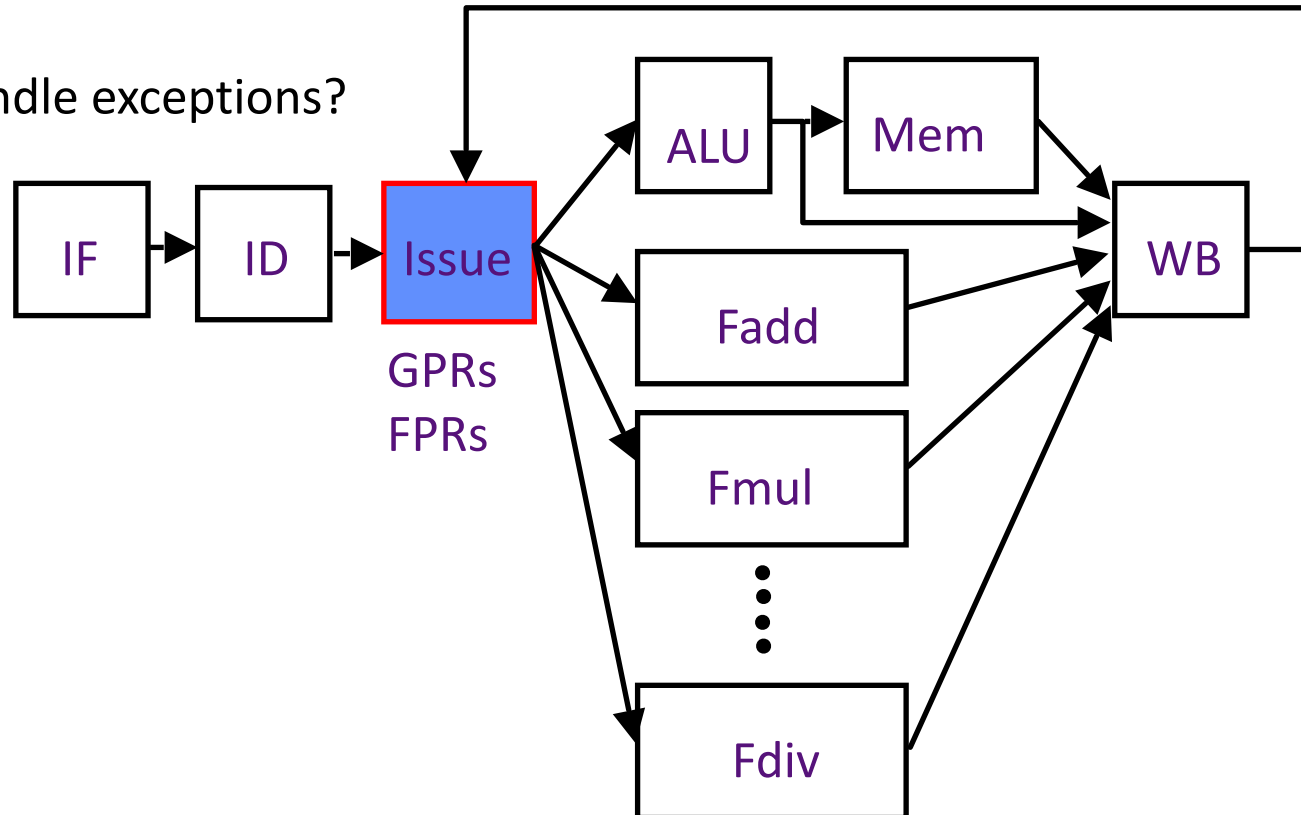 ndle exceptions?
ALU
Mem
IF
ID
Issue
WB
GPRs
FPRs
Fadd
Fmul
Fdiv